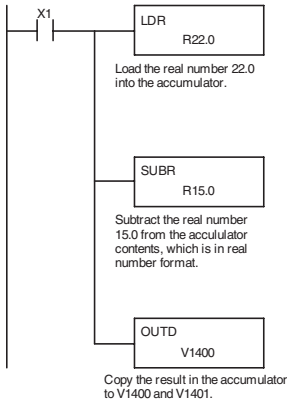 X1
LDR
R22.0
Load the real number 22.0
into the accumulator.
SUBR
R15.0
Subtract the real number
15.0 from the accululator
contents, which is in real
number format.
OUTD
V1400
Copy the result in the accumulator
to V1400 and V1401.